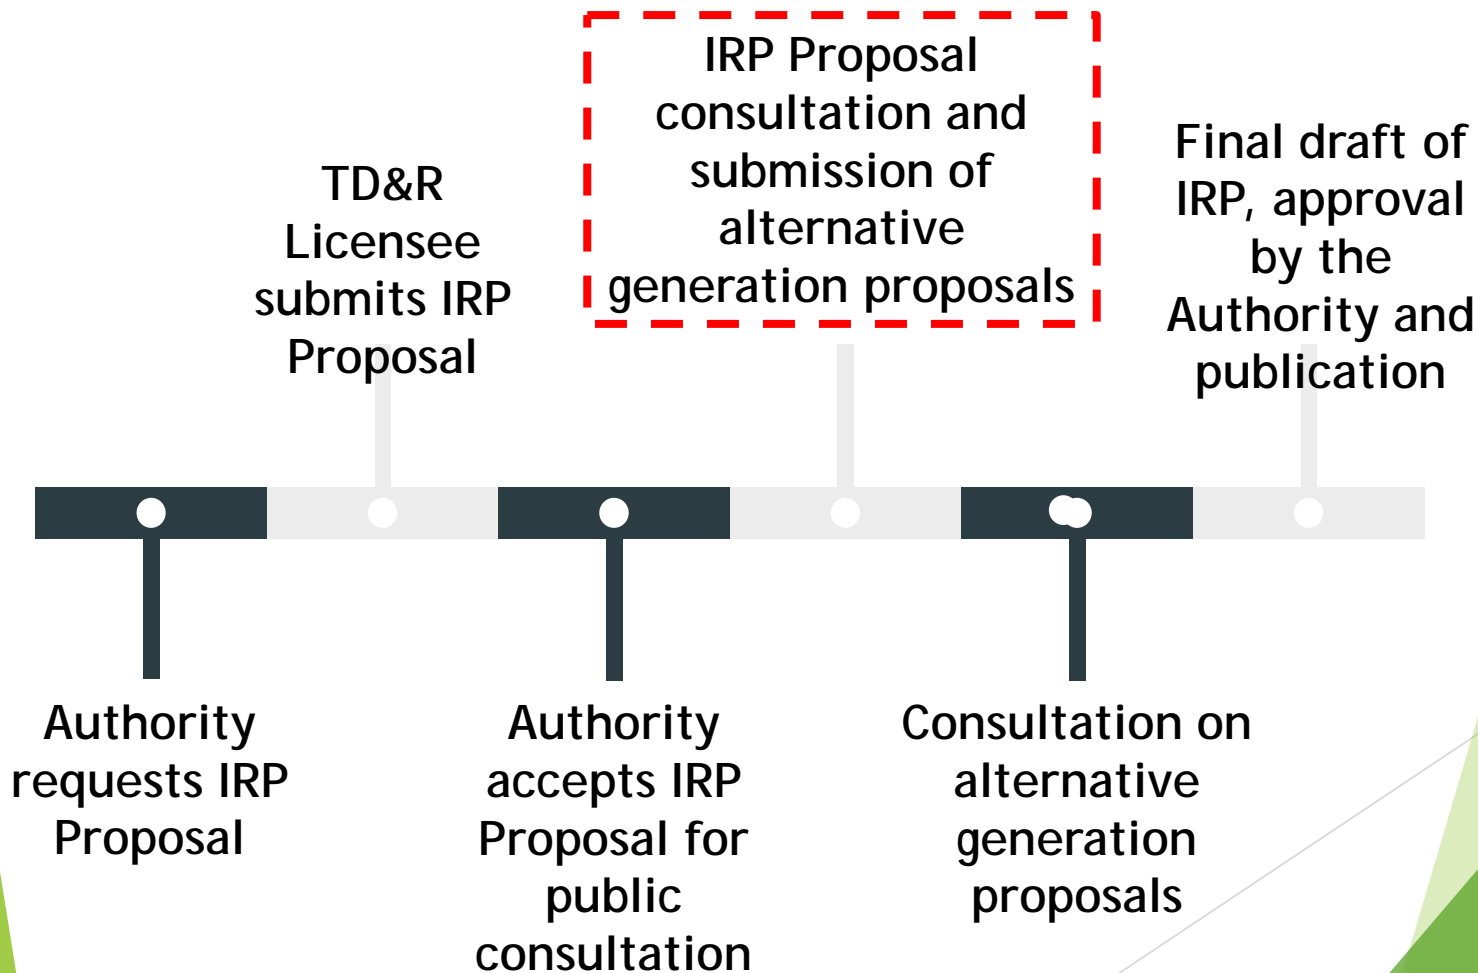 IRP Proposal
consultation and
submission of
alternative
generation proposals
Final draft of
IRP, approval
by the
Authority and
publication
TD&R
Licensee
submits IRP
Proposal
Authority
requests IRP
Proposal
Authority
accepts IRP
Proposal for
public
consultation
Consultation on
alternative
generation
proposals